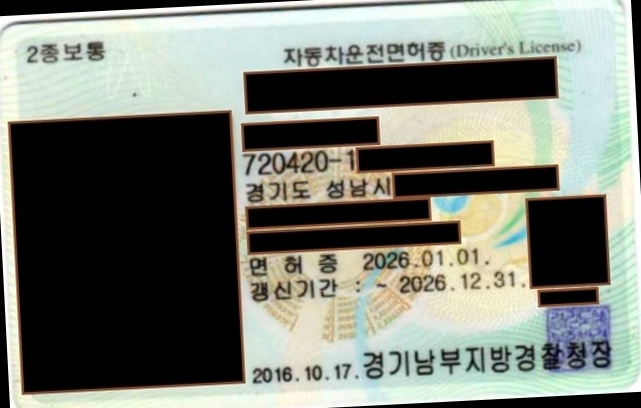 2종보통
자동차운전면허증 (Driver's License)
720420-1
경기도 성남시
면 허 증 2026.01.01.
갱신기간 : ~ 2026.12.31.
2016.10.17. 경기남부지방경찰청장